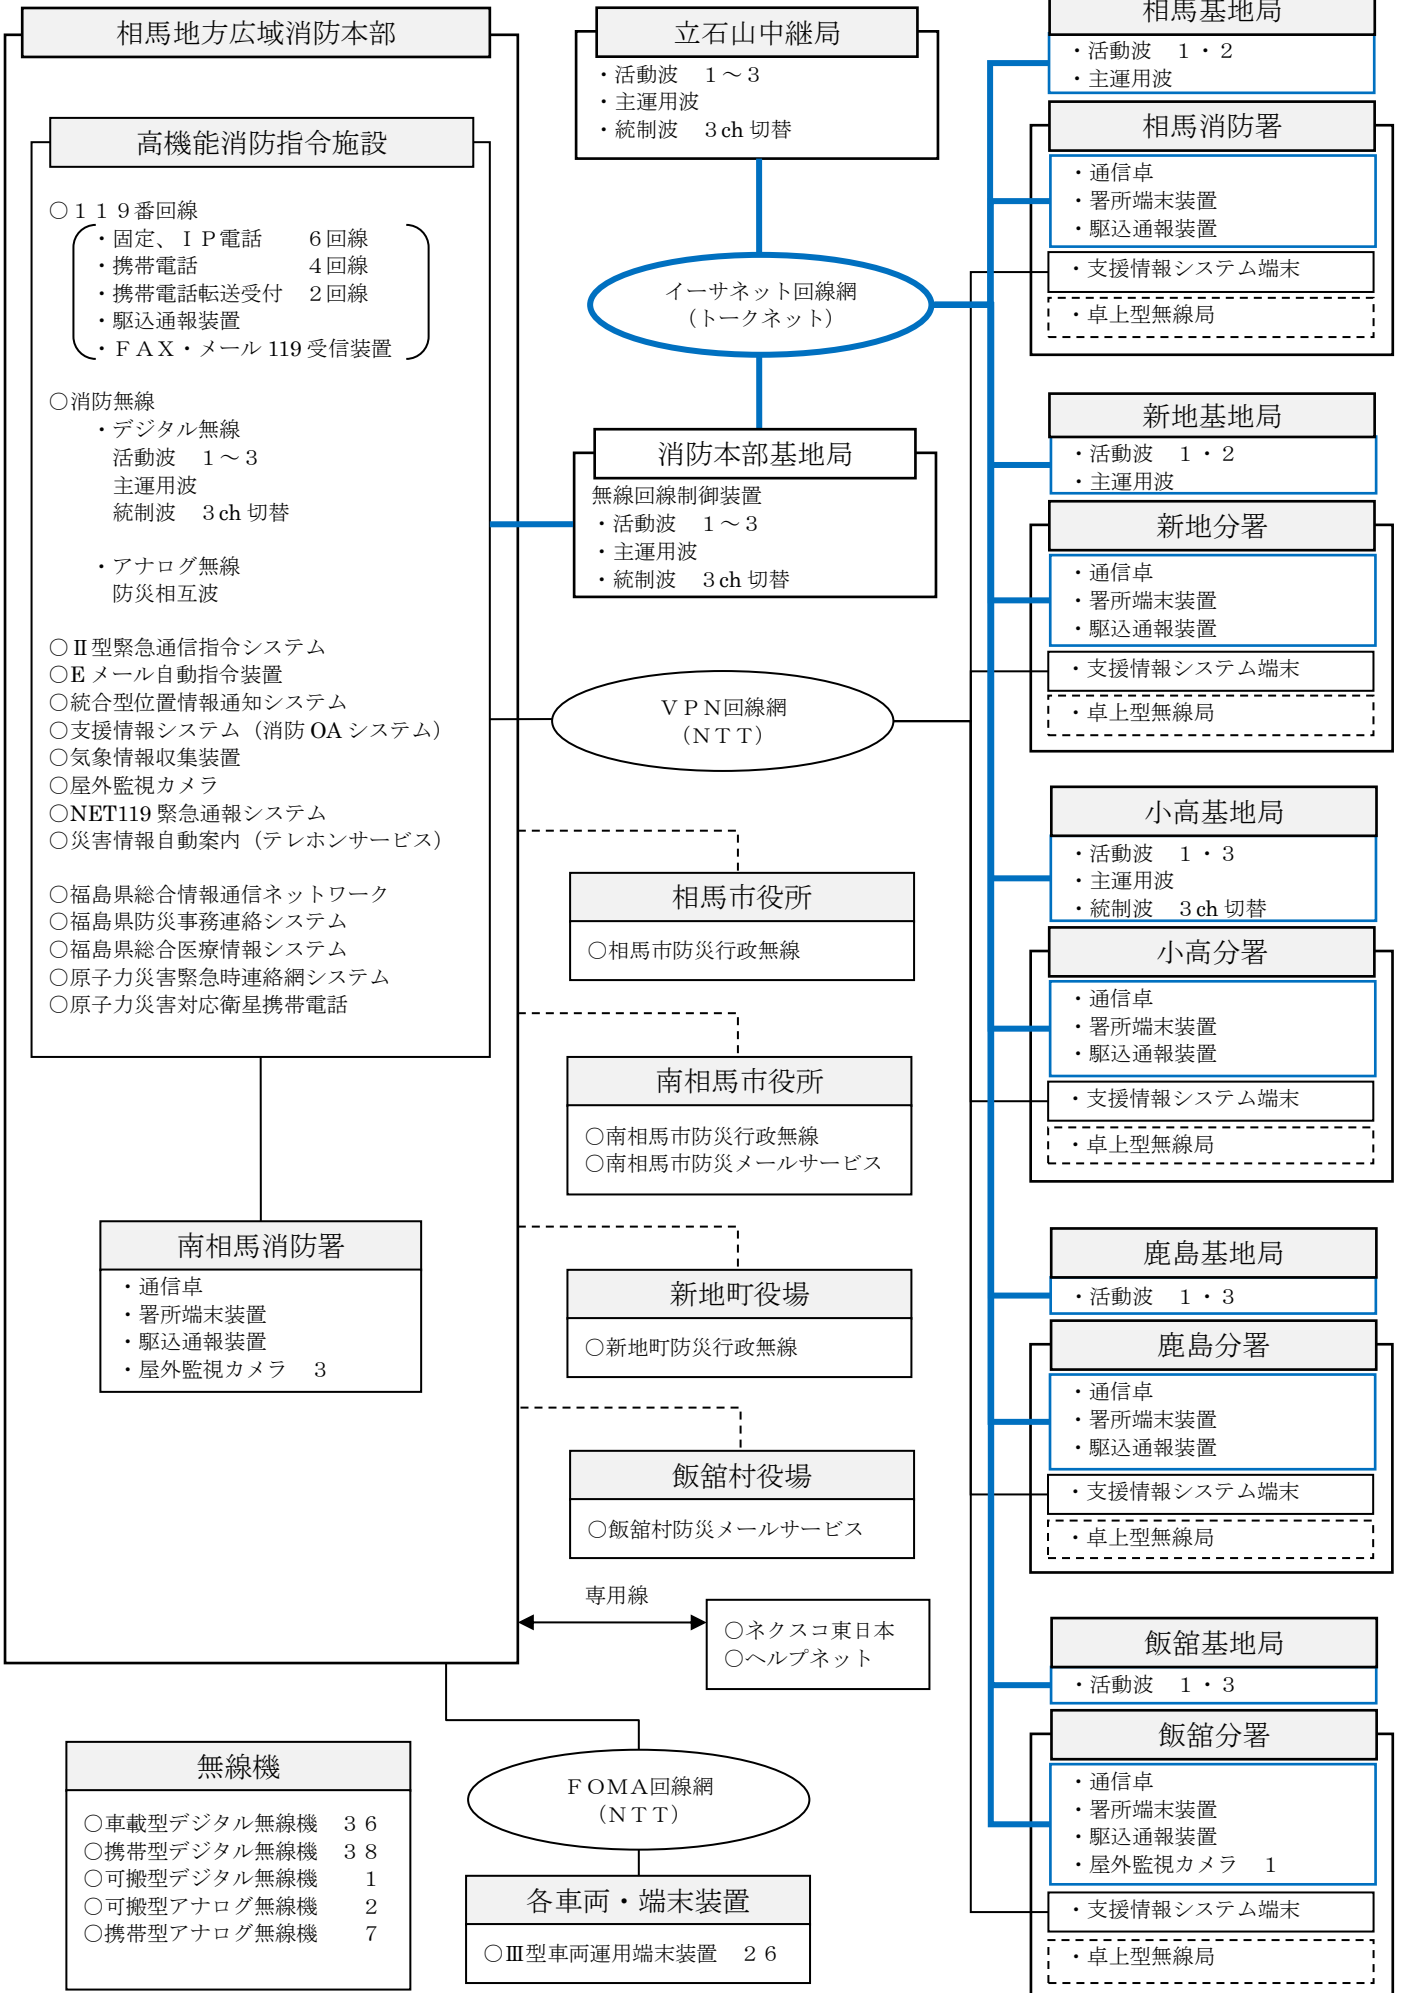 相馬地方広域消防本部
高機能消防指令施設
○119番回線
・固定、IP電話　6回線
・携帯電話　4回線
・携帯電話転送受付　2回線
・駆込通報装置
・FAX・メール119受信装置
○消防無線
・デジタル無線
活動波　1～3
主運用波
統制波　3ch切替
・アナログ無線
防災相互波
○Ⅱ型緊急通信指令システム
○Eメール自動指令装置
○統合型位置情報通知システム
○支援情報システム（消防OAシステム）
○気象情報収集装置
○屋外監視カメラ
○NET119緊急通報システム
○災害情報自動案内（テレホンサービス）
○福島県総合情報通信ネットワーク
○福島県防災事務連絡システム
○福島県総合医療情報システム
○原子力災害緊急時連絡網システム
○原子力災害対応衛星携帯電話
南相馬消防署
・通信卓
・署所端末装置
・駆込通報装置
・屋外監視カメラ　3
無線機
○車載型デジタル無線機　36
○携帯型デジタル無線機　38
○可搬型デジタル無線機　1
○可搬型アナログ無線機　2
○携帯型アナログ無線機　7
立石山中継局
・活動波　1～3
・主運用波
・統制波　3ch切替
イーサネット回線網
（トークネット）
消防本部基地局
無線回線制御装置
・活動波　1～3
・主運用波
・統制波　3ch切替
VPN回線網
（NTT）
相馬市役所
○相馬市防災行政無線
南相馬市役所
○南相馬市防災行政無線
○南相馬市防災メールサービス
新地町役場
○新地町防災行政無線
飯舘村役場
○飯舘村防災メールサービス
専用線
○ネクスコ東日本
○ヘルプネット
FOMA回線網
（NTT）
各車両・端末装置
○Ⅲ型車両運用端末装置　26
相馬基地局
・活動波　1・2
・主運用波
相馬消防署
・通信卓
・署所端末装置
・駆込通報装置
・支援情報システム端末
・卓上型無線局
新地基地局
・活動波　1・2
・主運用波
新地分署
・通信卓
・署所端末装置
・駆込通報装置
・支援情報システム端末
・卓上型無線局
小高基地局
・活動波　1・3
・主運用波
・統制波　3ch切替
小高分署
・通信卓
・署所端末装置
・駆込通報装置
・支援情報システム端末
・卓上型無線局
鹿島基地局
・活動波　1・3
鹿島分署
・通信卓
・署所端末装置
・駆込通報装置
・支援情報システム端末
・卓上型無線局
飯舘基地局
・活動波　1・3
飯舘分署
・通信卓
・署所端末装置
・駆込通報装置
・屋外監視カメラ　1
・支援情報システム端末
・卓上型無線局